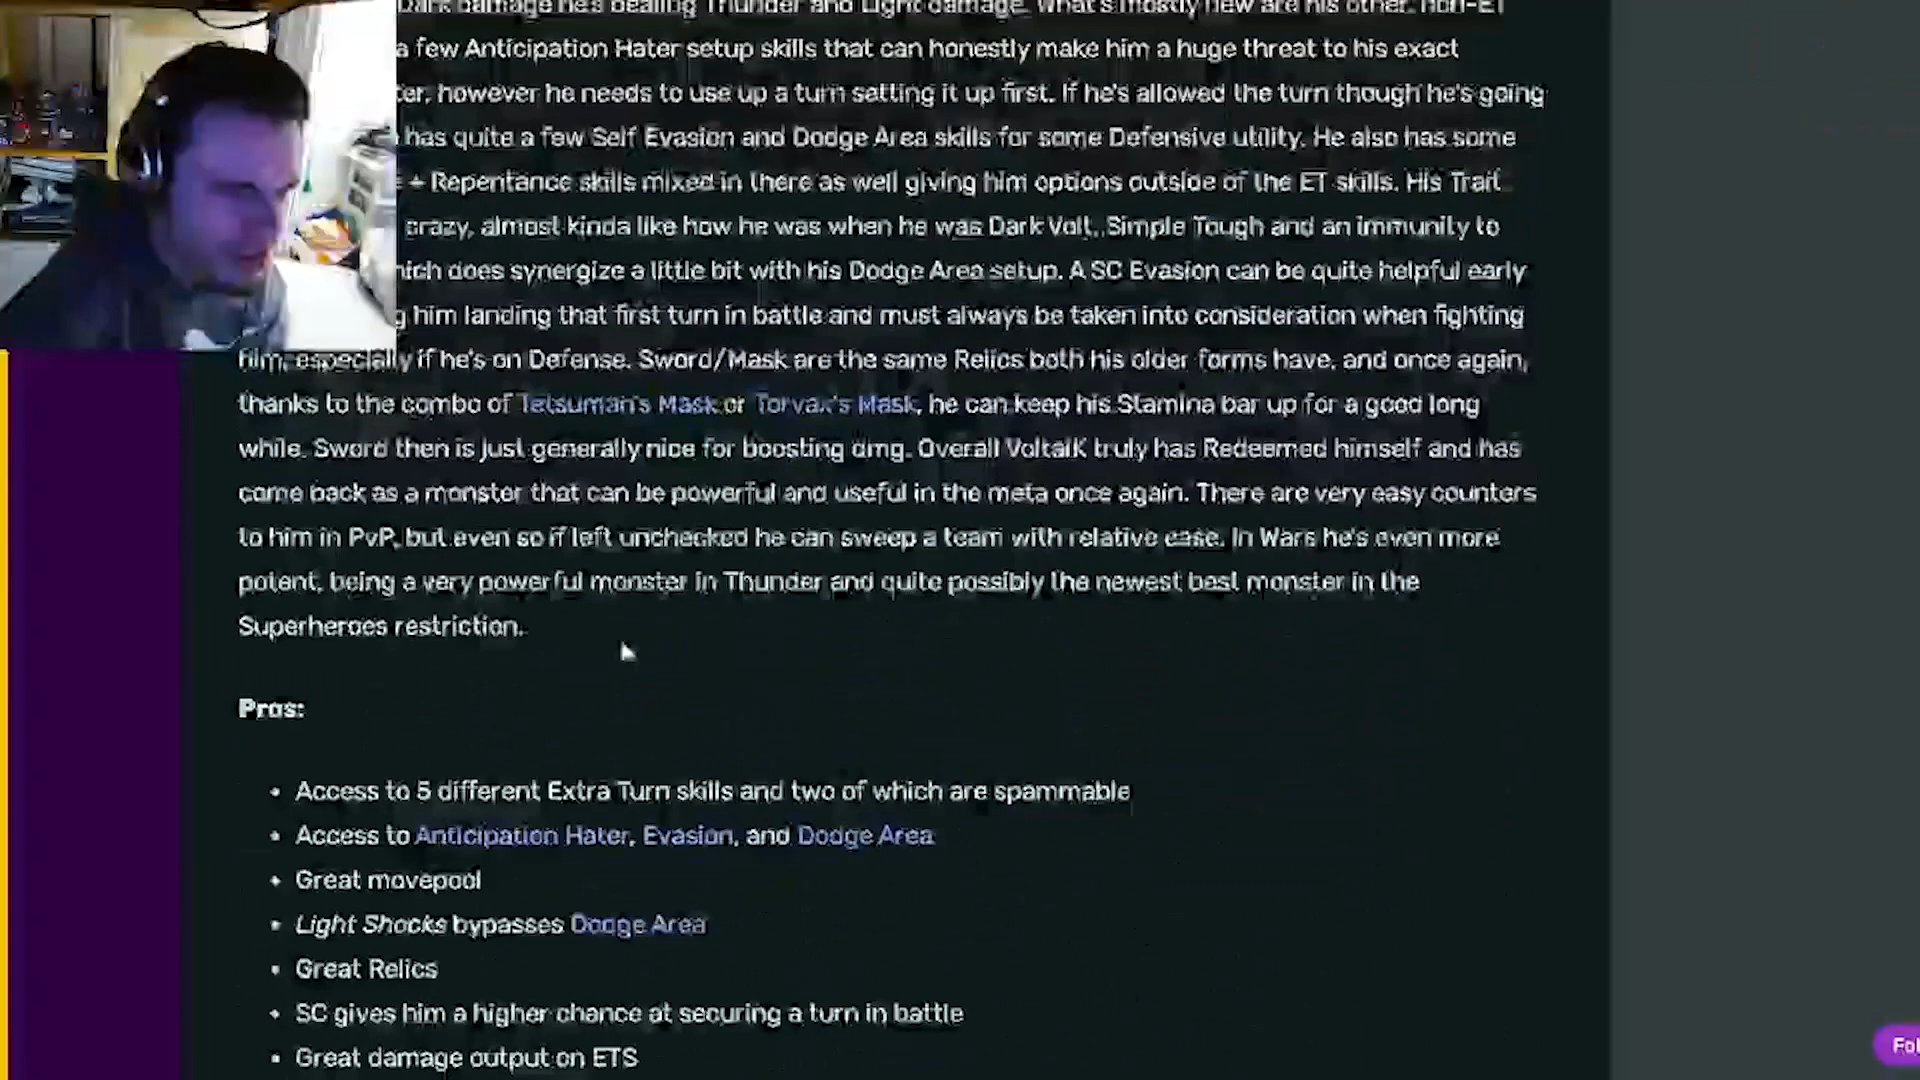 Dark damage he's dealing Thunder and Light damage. What's mostly new are his other, non-ET
a few Anticipation Hater setup skills that can honestly make him a huge threat to his exact
however he needs to use up a turn setting it up first. If he's allowed the turn though he's going
has quite a few Self Evasion and Dodge Area skills for some Defensive utility. He also has some
+ Repentance skills mixed in there as well giving him options outside of the ET skills. His Trait
crazy, almost kinda like how he was when he was Dark Volt, Simple Tough and an immunity to
does synergize a little bit with his Dodge Area setup. A SC Evasion can be quite helpful early
him landing that first turn in battle and must always be taken into consideration when fighting
him, especially if he's on Defense. Sword/Mask are the same Relics both his older forms have, and once again,
thanks to the combo of Tetsuman's Mask or Torvax's Mask, he can keep his Stamina bar up for a good long
while. Sword then is just generally nice for boosting dmg. Overall VoltaiK truly has Redeemed himself and has
come back as a monster that can be powerful and useful in the meta once again. There are very easy counters
to him in PvP, but even so if left unchecked he can sweep a team with relative ease. In Wars he's even more
potent, being a very powerful monster in Thunder and quite possibly the newest best monster in the
Superheroes restriction.
Pros:
• Access to 5 different Extra Turn skills and two of which are spammable
• Access to Anticipation Hater, Evasion, and Dodge Area
• Great movepool
• Light Shocks bypasses Dodge Area
• Great Relics
• SC gives him a higher chance at securing a turn in battle
• Great damage output on ETS
Fol